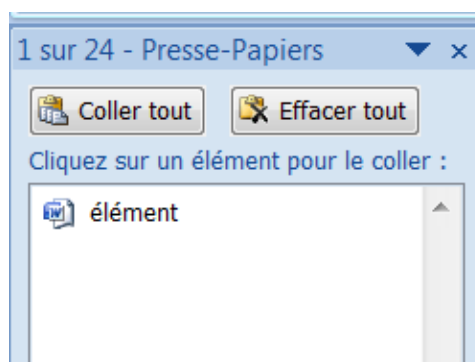 1 sur 24 - Presse-Papiers
Coller tout Effacer tout
Cliquez sur un élément pour le coller :
élément